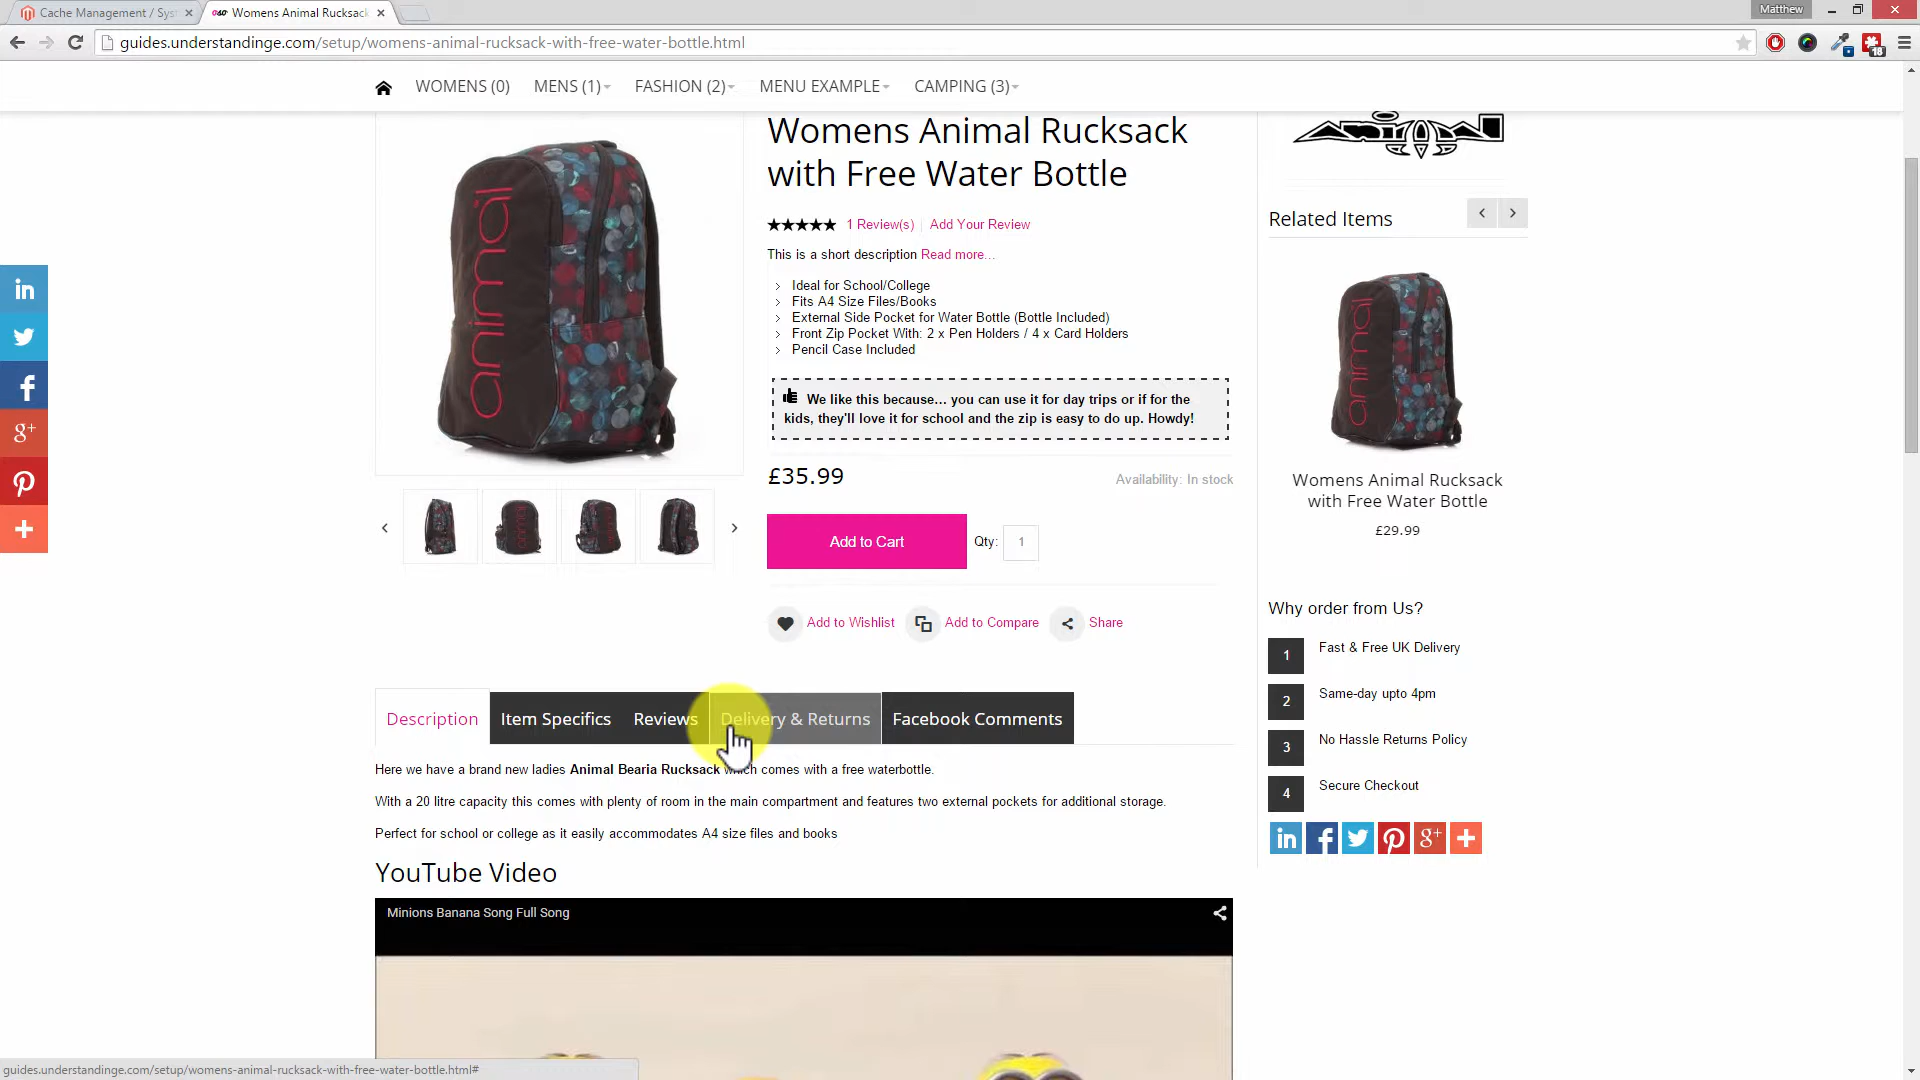 Cache Management / Sys
Womens Animal Rucksack
Matthew
guides.understandinge.com/setup/womens-animal-rucksack-with-free-water-bottle.html
18
WOMENS (0)
MENS (1)
FASHION (2)
MENU EXAMPLE
CAMPING (3)
animal
Womens Animal Rucksack
with Free Water Bottle
1 Review(s)
Add Your Review
This is a short description Read more...
Ideal for School/College
Fits A4 Size Files/Books
External Side Pocket for Water Bottle (Bottle Included)
Front Zip Pocket With: 2 x Pen Holders / 4 x Card Holders
Pencil Case Included
We like this because... you can use it for day trips or if for the
kids, they'll love it for school and the zip is easy to do up. Howdy!
£35.99
Availability: In stock
Add to Cart
Qty:
1
Add to Wishlist
Add to Compare
Share
Animal
Related Items
animal
Womens Animal Rucksack
with Free Water Bottle
£29.99
Why order from Us?
1
Fast & Free UK Delivery
2
Same-day upto 4pm
3
No Hassle Returns Policy
4
Secure Checkout
in
f
g+
in
f
g+
Description
Item Specifics
Reviews
Delivery & Returns
Facebook Comments
Here we have a brand new ladies Animal Bearia Rucksack which comes with a free waterbottle.
With a 20 litre capacity this comes with plenty of room in the main compartment and features two external pockets for additional storage.
Perfect for school or college as it easily accommodates A4 size files and books
YouTube Video
Minions Banana Song Full Song
guides.understandinge.com/setup/womens-animal-rucksack-with-free-water-bottle.html#